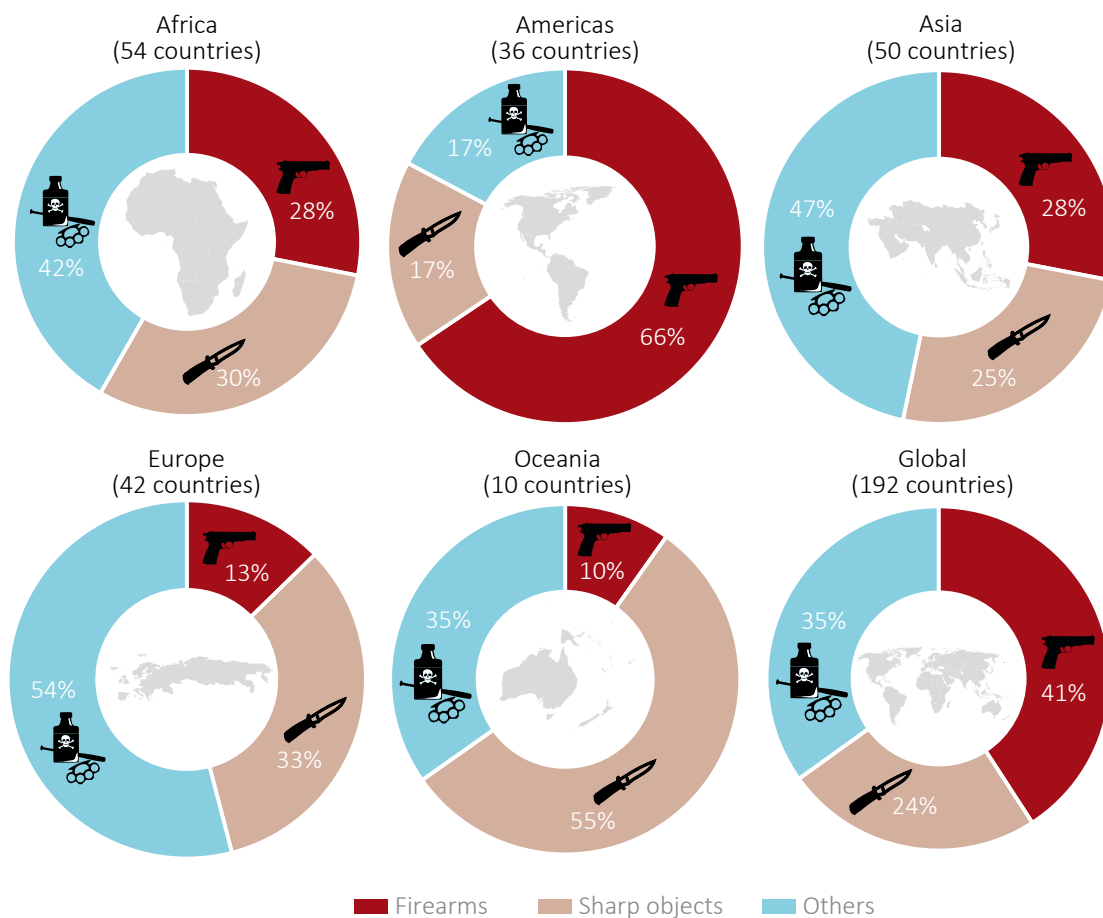 Africa
(54 countries)
28%
30%
42%
Americas
(36 countries)
66%
17%
17%
Asia
(50 countries)
28%
25%
47%
Europe
(42 countries)
13%
33%
54%
Oceania
(10 countries)
10%
55%
35%
Global
(192 countries)
41%
24%
35%
Firearms
Sharp objects
Others